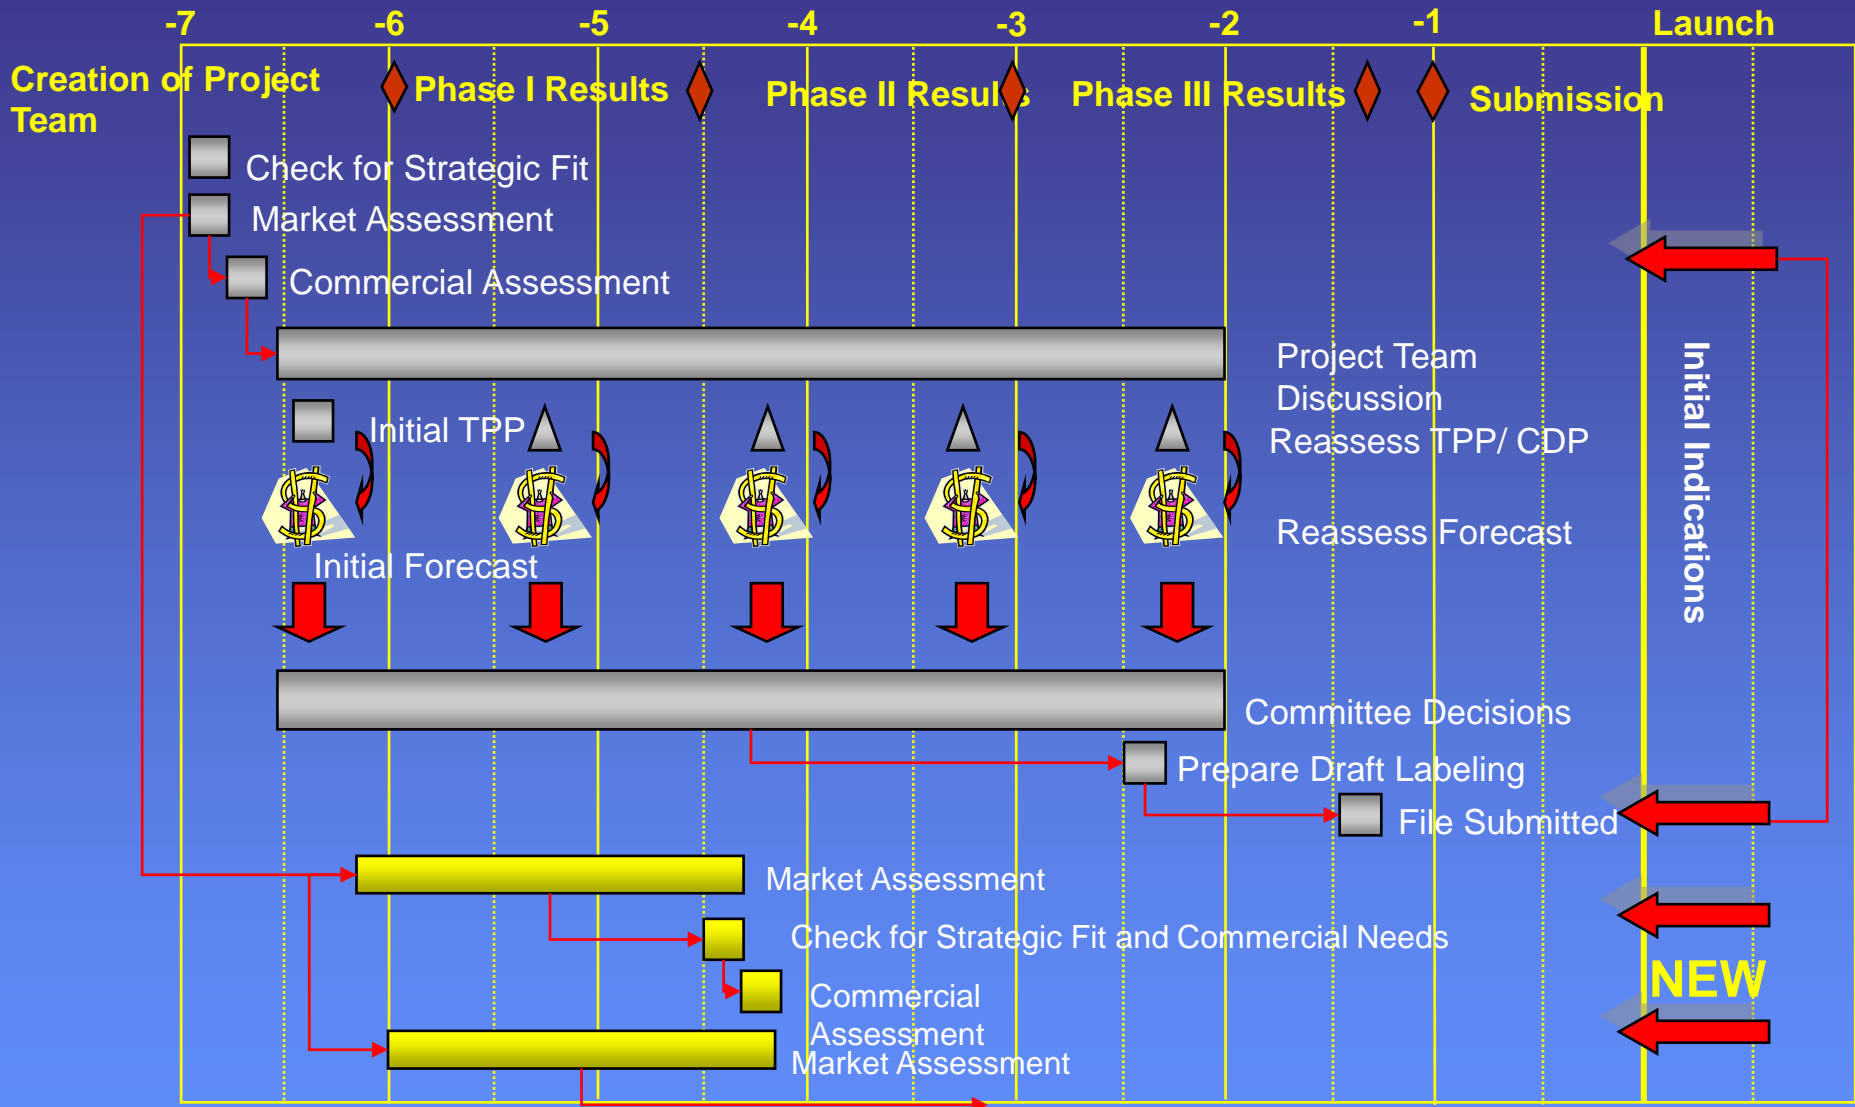 -7 -6 -5 -4 -3 -2 -1 Launch
Creation of Project
Team
Phase I Results
Phase II Results
Phase III Results
Submission
Check for Strategic Fit
Market Assessment
Commercial Assessment
Project Team
Discussion
Initial TPP
Reassess TPP/ CDP
Reassess Forecast
Initial Forecast
Initial Indications
Committee Decisions
Prepare Draft Labeling
File Submitted
Market Assessment
Check for Strategic Fit and Commercial Needs
NEW
Commercial
Assessment
Market Assessment